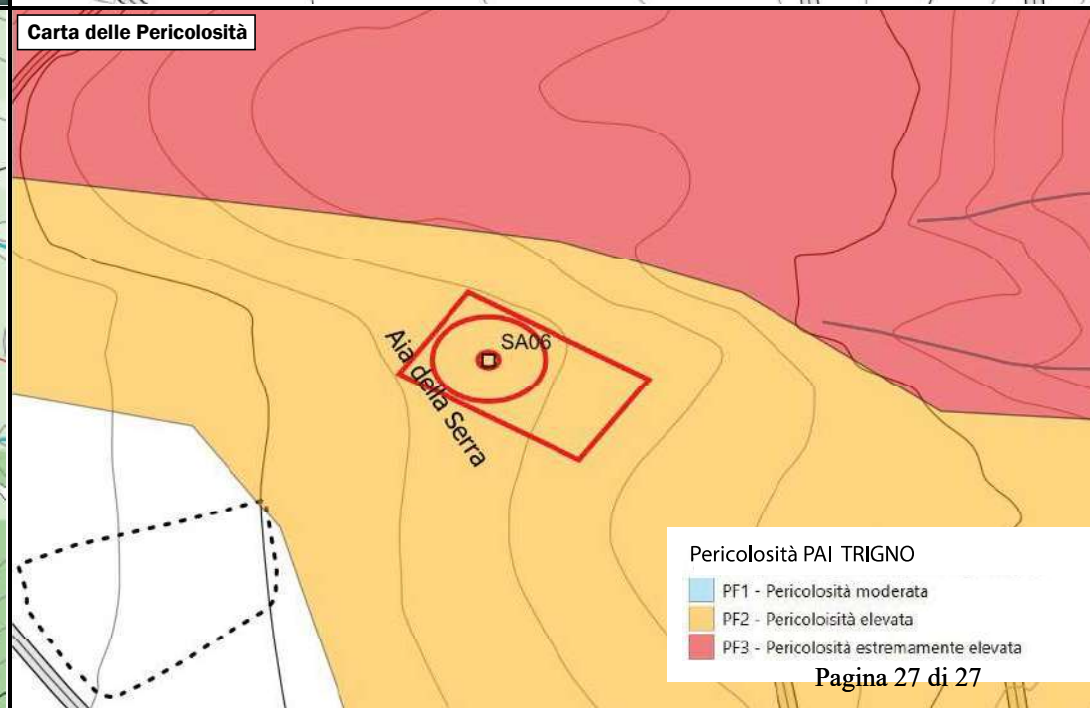 Carta delle Pericolosità
SA06
Aia della Serra
Pericolosità PAI TRIGNO
PF1 - Pericolosità moderata
PF2 - Pericoloisità elevata
PF3 - Pericolosità estremamente elevata
Pagina 27 di 27